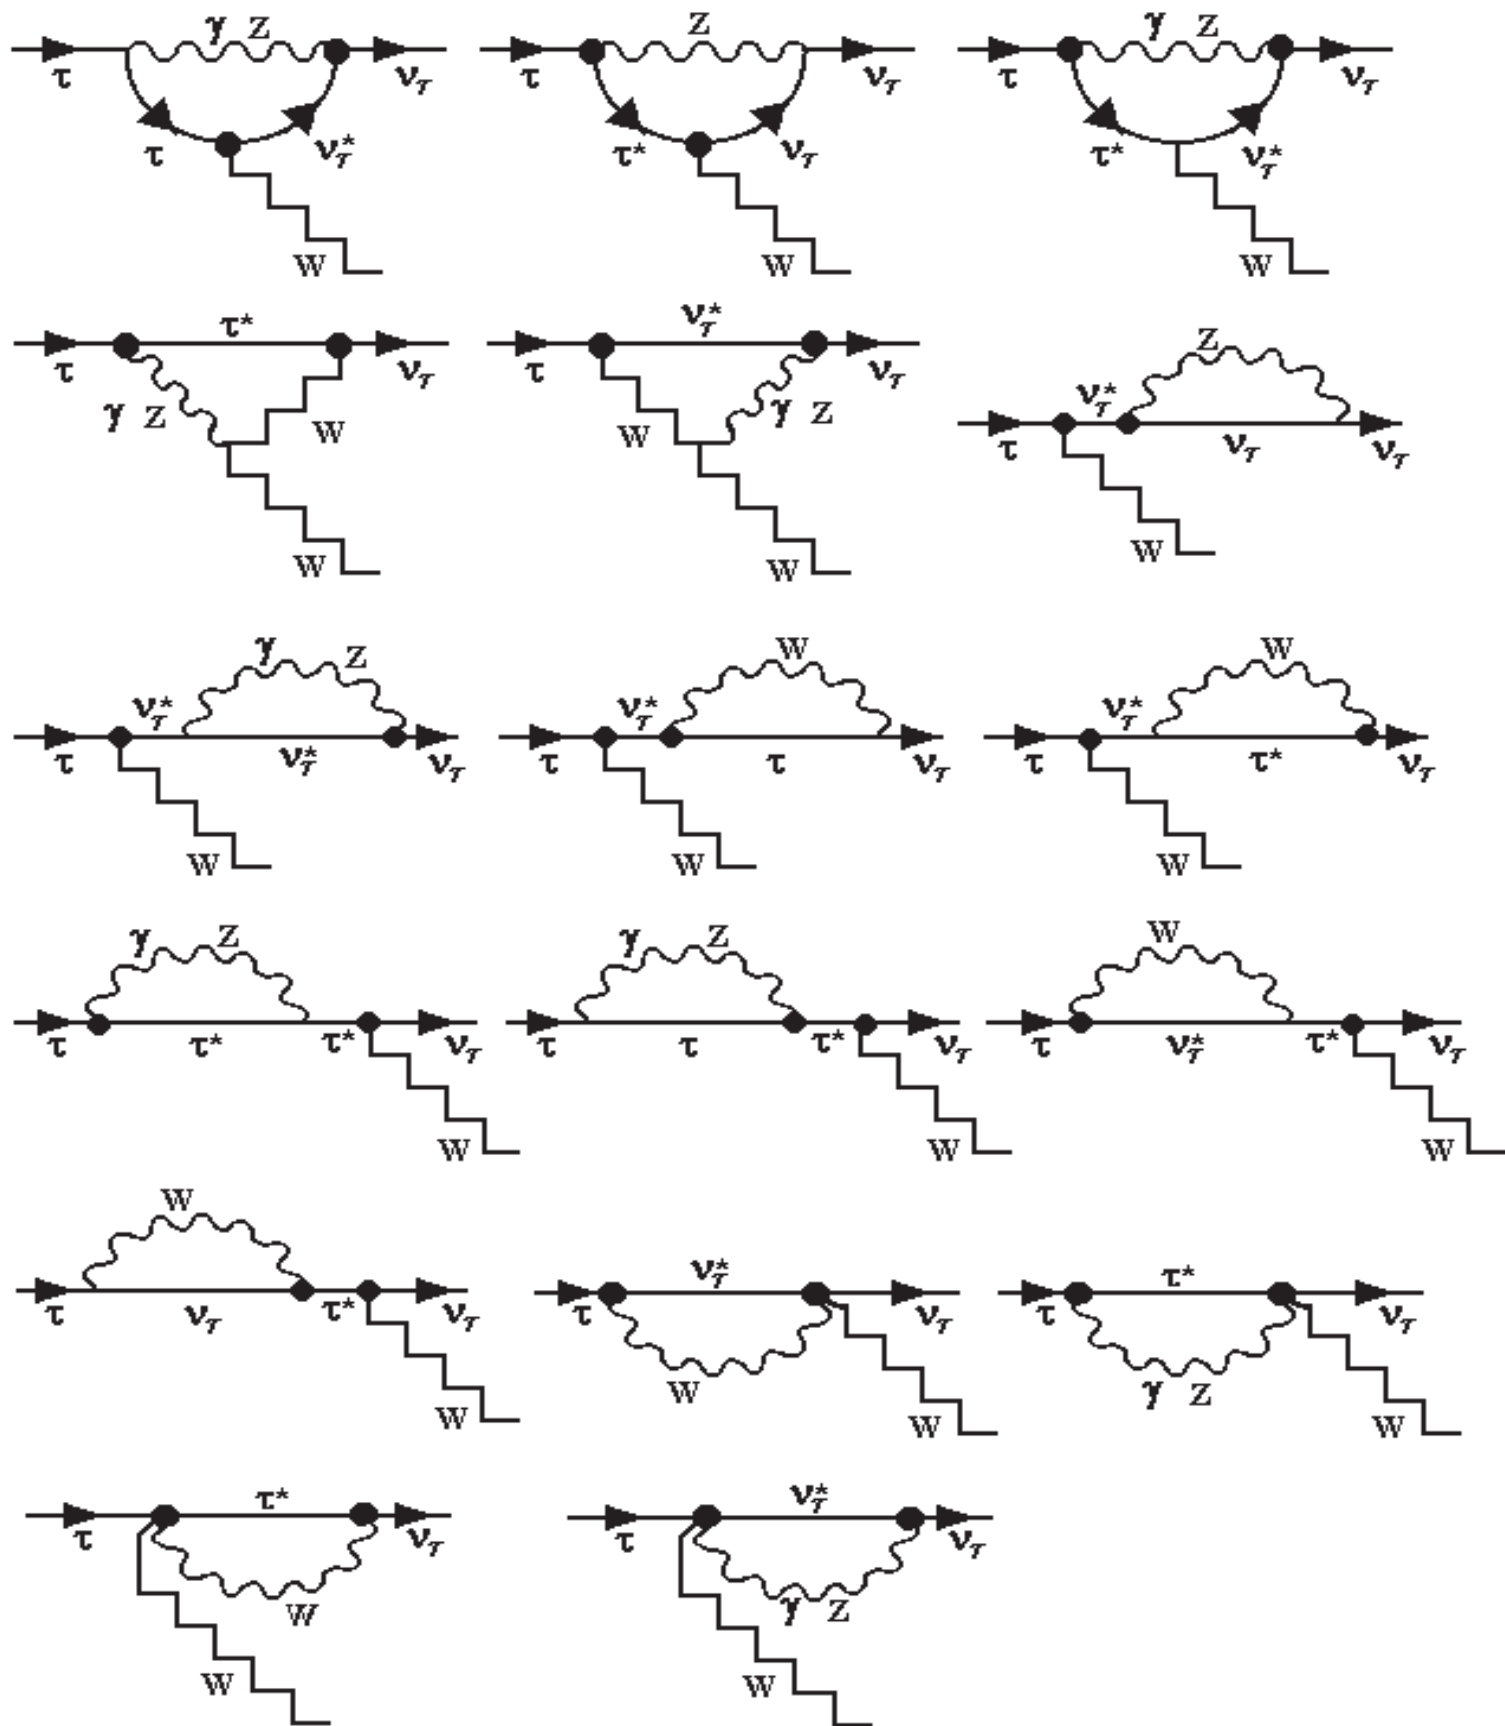 γ Z Z γ Z
τ ν_τ τ ν_τ τ ν_τ
τ ν_τ* τ* ν_τ τ* ν_τ*
W W W
τ* ν_τ* Z
τ ν_τ τ ν_τ ν_τ*
γ Z W W γ Z τ ν_τ ν_τ
W W W
γ Z W W
ν_τ* ν_τ* ν_τ*
τ ν_τ* ν_τ τ τ ν_τ τ τ* ν_τ
W W W
γ Z γ Z W
τ τ* τ* ν_τ τ τ τ* ν_τ τ ν_τ* τ* ν_τ
W W W
W ν_τ* τ*
τ ν_τ τ* ν_τ τ ν_τ τ ν_τ
W W W γ Z W
τ* ν_τ*
τ ν_τ τ ν_τ
W γ Z
W W